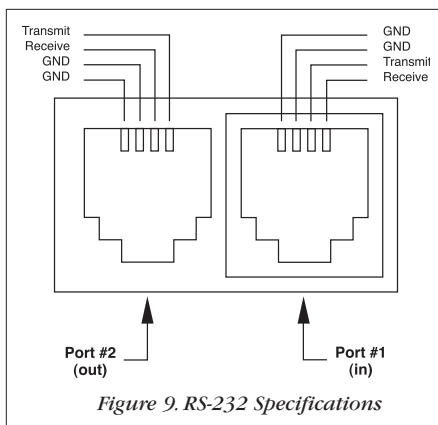 Transmit
Receive
GND
GND
GND
GND
Transmit
Receive
Port #2
(out)
Port #1
(in)
Figure 9. RS-232 Specifications